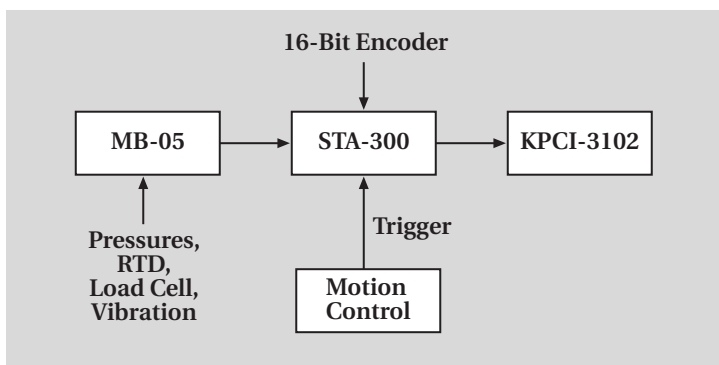 16-Bit Encoder
MB-05
STA-300
KPCI-3102
Pressures,
RTD,
Load Cell,
Vibration
Trigger
Motion
Control